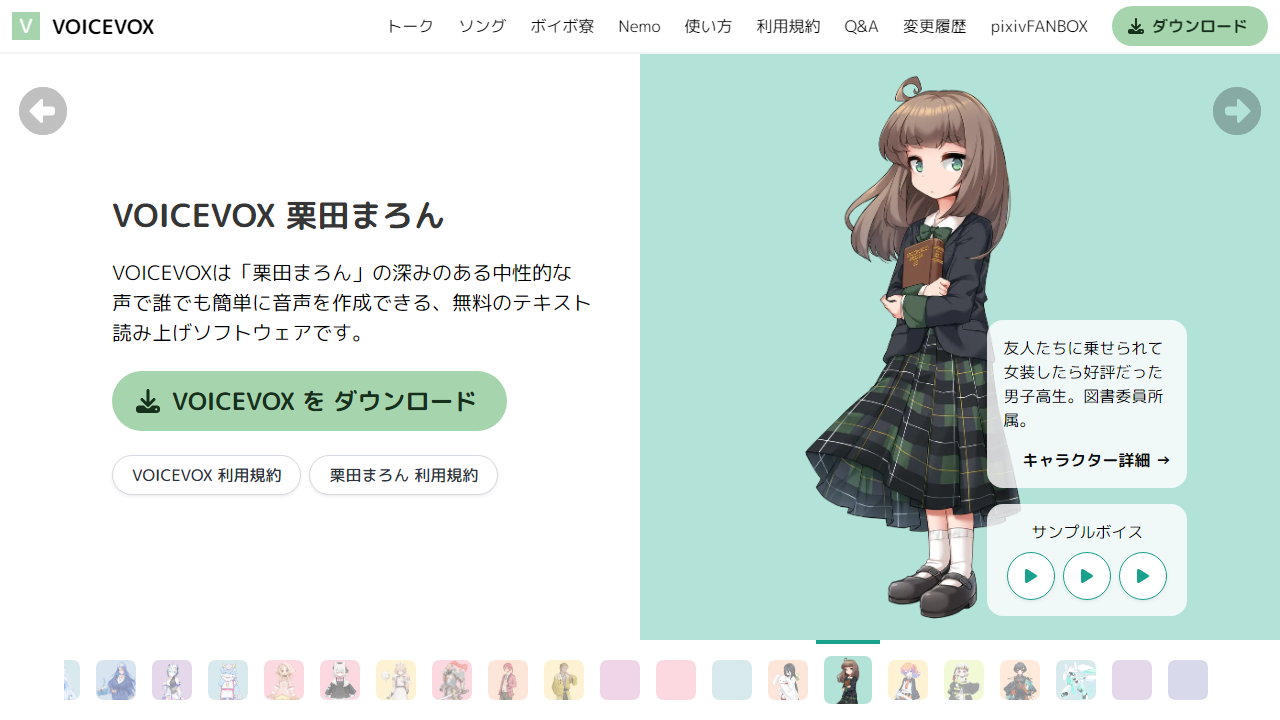 V VOICEVOX
トーク ソング ボイボ寮 Nemo 使い方 利用規約 Q&A 変更履歴 pixivFANBOX ダウンロード
VOICEVOX 栗田まろん
VOICEVOXは「栗田まろん」の深みのある中性的な
声で誰でも簡単に音声を作成できる、無料のテキスト
読み上げソフトウェアです。
VOICEVOX を ダウンロード
VOICEVOX 利用規約 栗田まろん 利用規約
友人たちに乗せられて
女装したら好評だった
男子高生。図書委員所
属。
キャラクター詳細 →
サンプルボイス